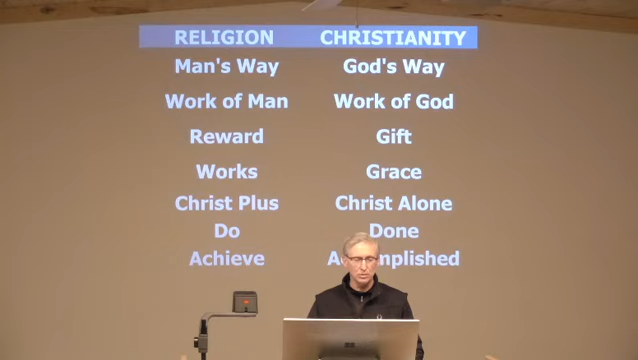 RELIGION CHRISTIANITY
Man's Way God's Way
Work of Man Work of God
Reward Gift
Works Grace
Christ Plus Christ Alone
Do Done
Achieve Accomplished